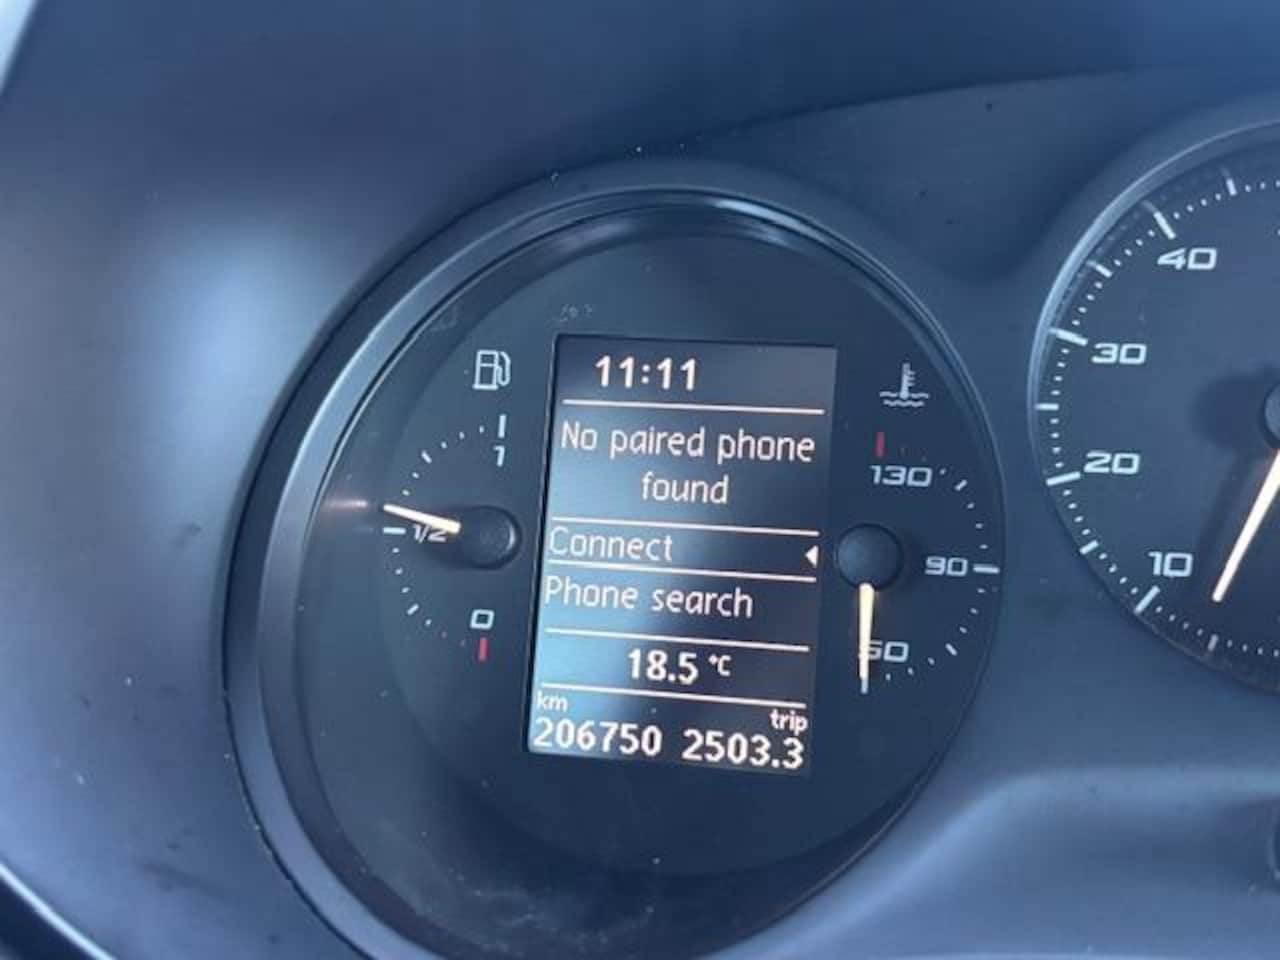 11:11
No paired phone
found
Connect
Phone search
18.5 °C
km
trip
206750 2503.3
1
1/2
0
130
90
50
40
30
20
10